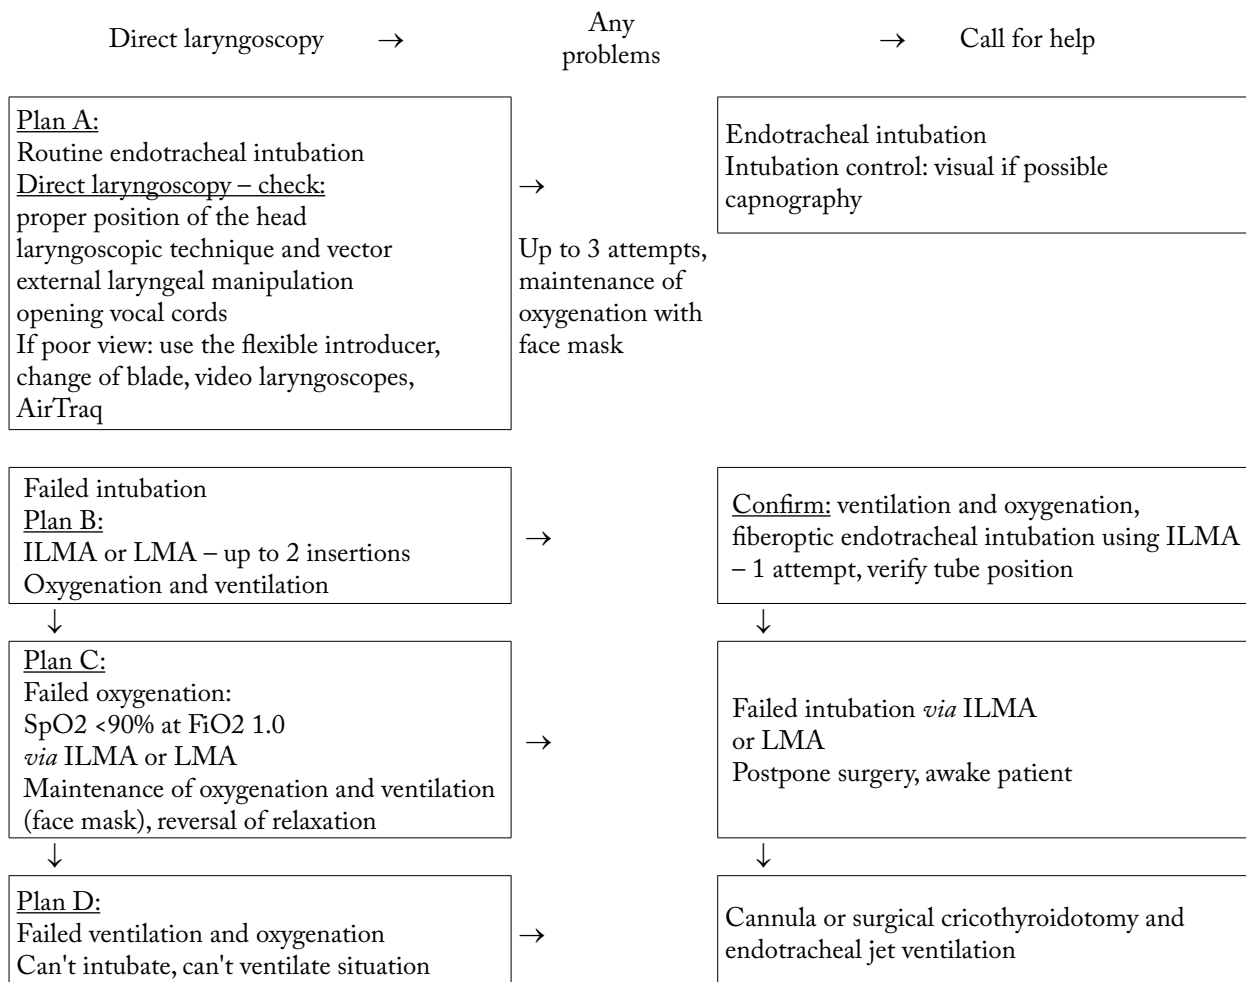 Direct laryngoscopy → Any problems → Call for help
Plan A:
Routine endotracheal intubation
Direct laryngoscopy – check:
proper position of the head
laryngoscopic technique and vector
external laryngeal manipulation
opening vocal cords
If poor view: use the flexible introducer,
change of blade, video laryngoscopes,
AirTraq
→
Up to 3 attempts,
maintenance of
oxygenation with
face mask
Endotracheal intubation
Intubation control: visual if possible
capnography
Failed intubation
Plan B:
ILMA or LMA – up to 2 insertions
Oxygenation and ventilation
→
Confirm: ventilation and oxygenation,
fiberoptic endotracheal intubation using ILMA
– 1 attempt, verify tube position
↓ ↓
Plan C:
Failed oxygenation:
SpO2 <90% at FiO2 1.0
via ILMA or LMA
Maintenance of oxygenation and ventilation
(face mask), reversal of relaxation
→
Failed intubation via ILMA
or LMA
Postpone surgery, awake patient
↓ ↓
Plan D:
Failed ventilation and oxygenation
Can't intubate, can't ventilate situation
→
Cannula or surgical cricothyroidotomy and
endotracheal jet ventilation